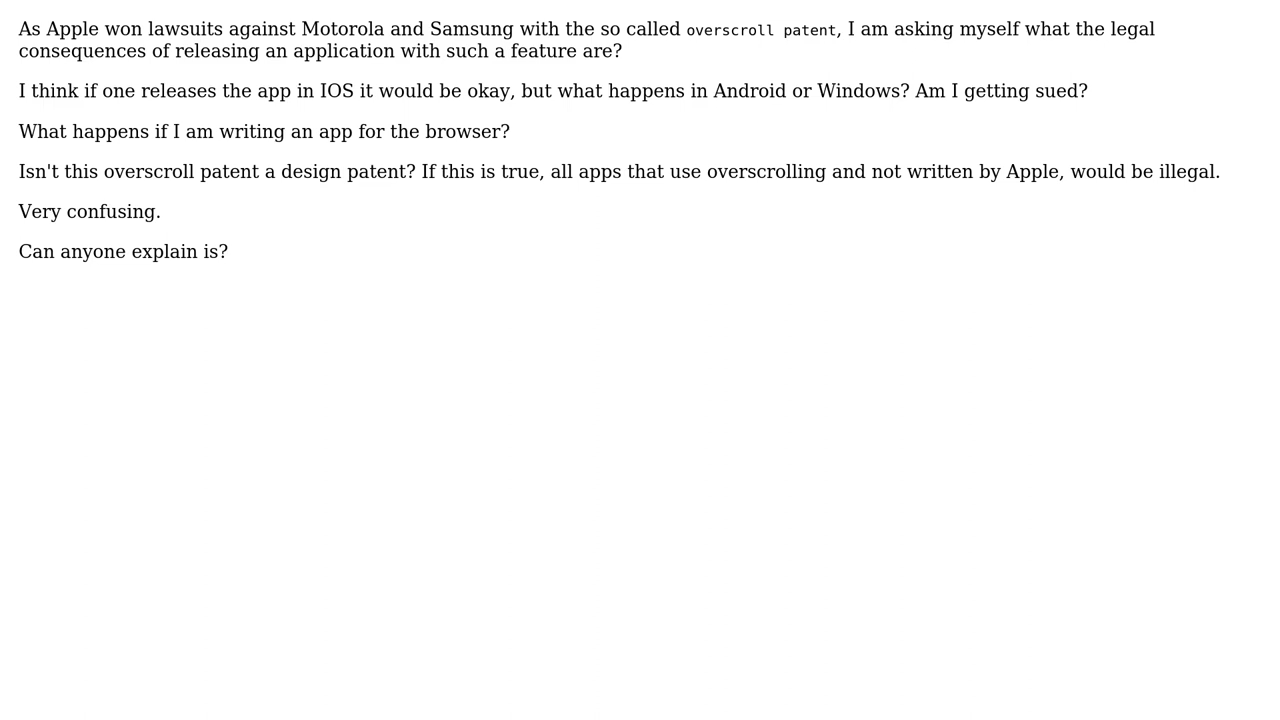 As Apple won lawsuits against Motorola and Samsung with the so called overscroll patent, I am asking myself what the legal
consequences of releasing an application with such a feature are?
I think if one releases the app in IOS it would be okay, but what happens in Android or Windows? Am I getting sued?
What happens if I am writing an app for the browser?
Isn't this overscroll patent a design patent? If this is true, all apps that use overscrolling and not written by Apple, would be illegal.
Very confusing.
Can anyone explain is?